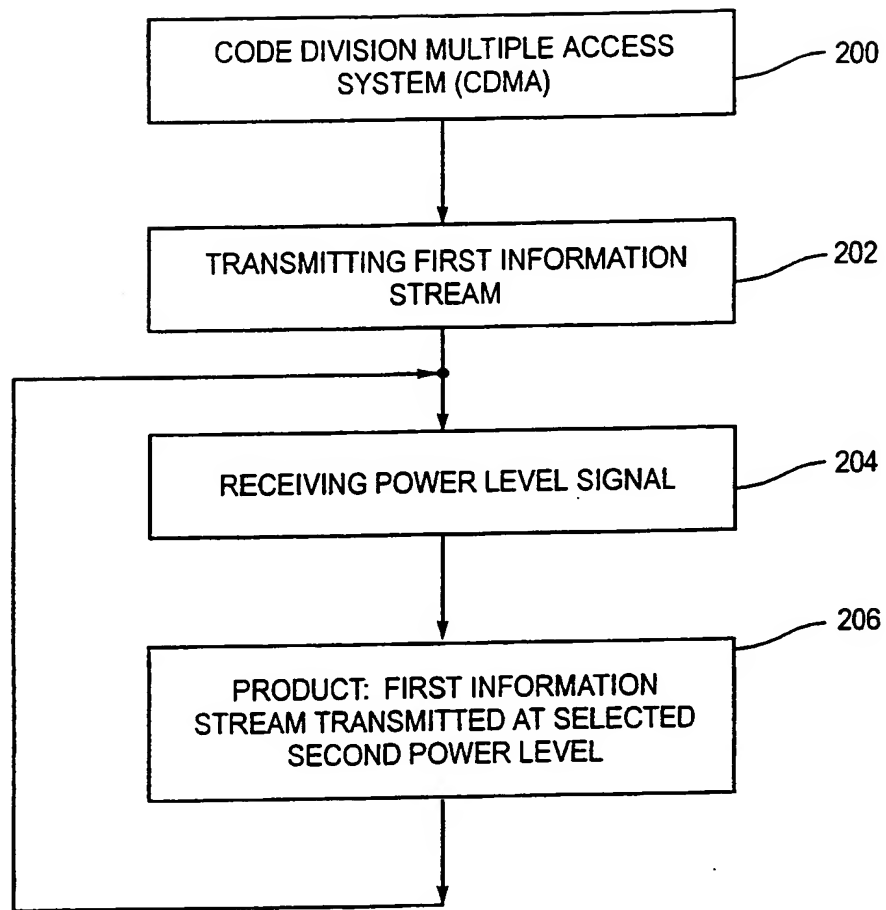 CODE DIVISION MULTIPLE ACCESS
SYSTEM (CDMA)
200
TRANSMITTING FIRST INFORMATION
STREAM
202
RECEIVING POWER LEVEL SIGNAL
204
206
PRODUCT: FIRST INFORMATION
STREAM TRANSMITTED AT SELECTED
SECOND POWER LEVEL